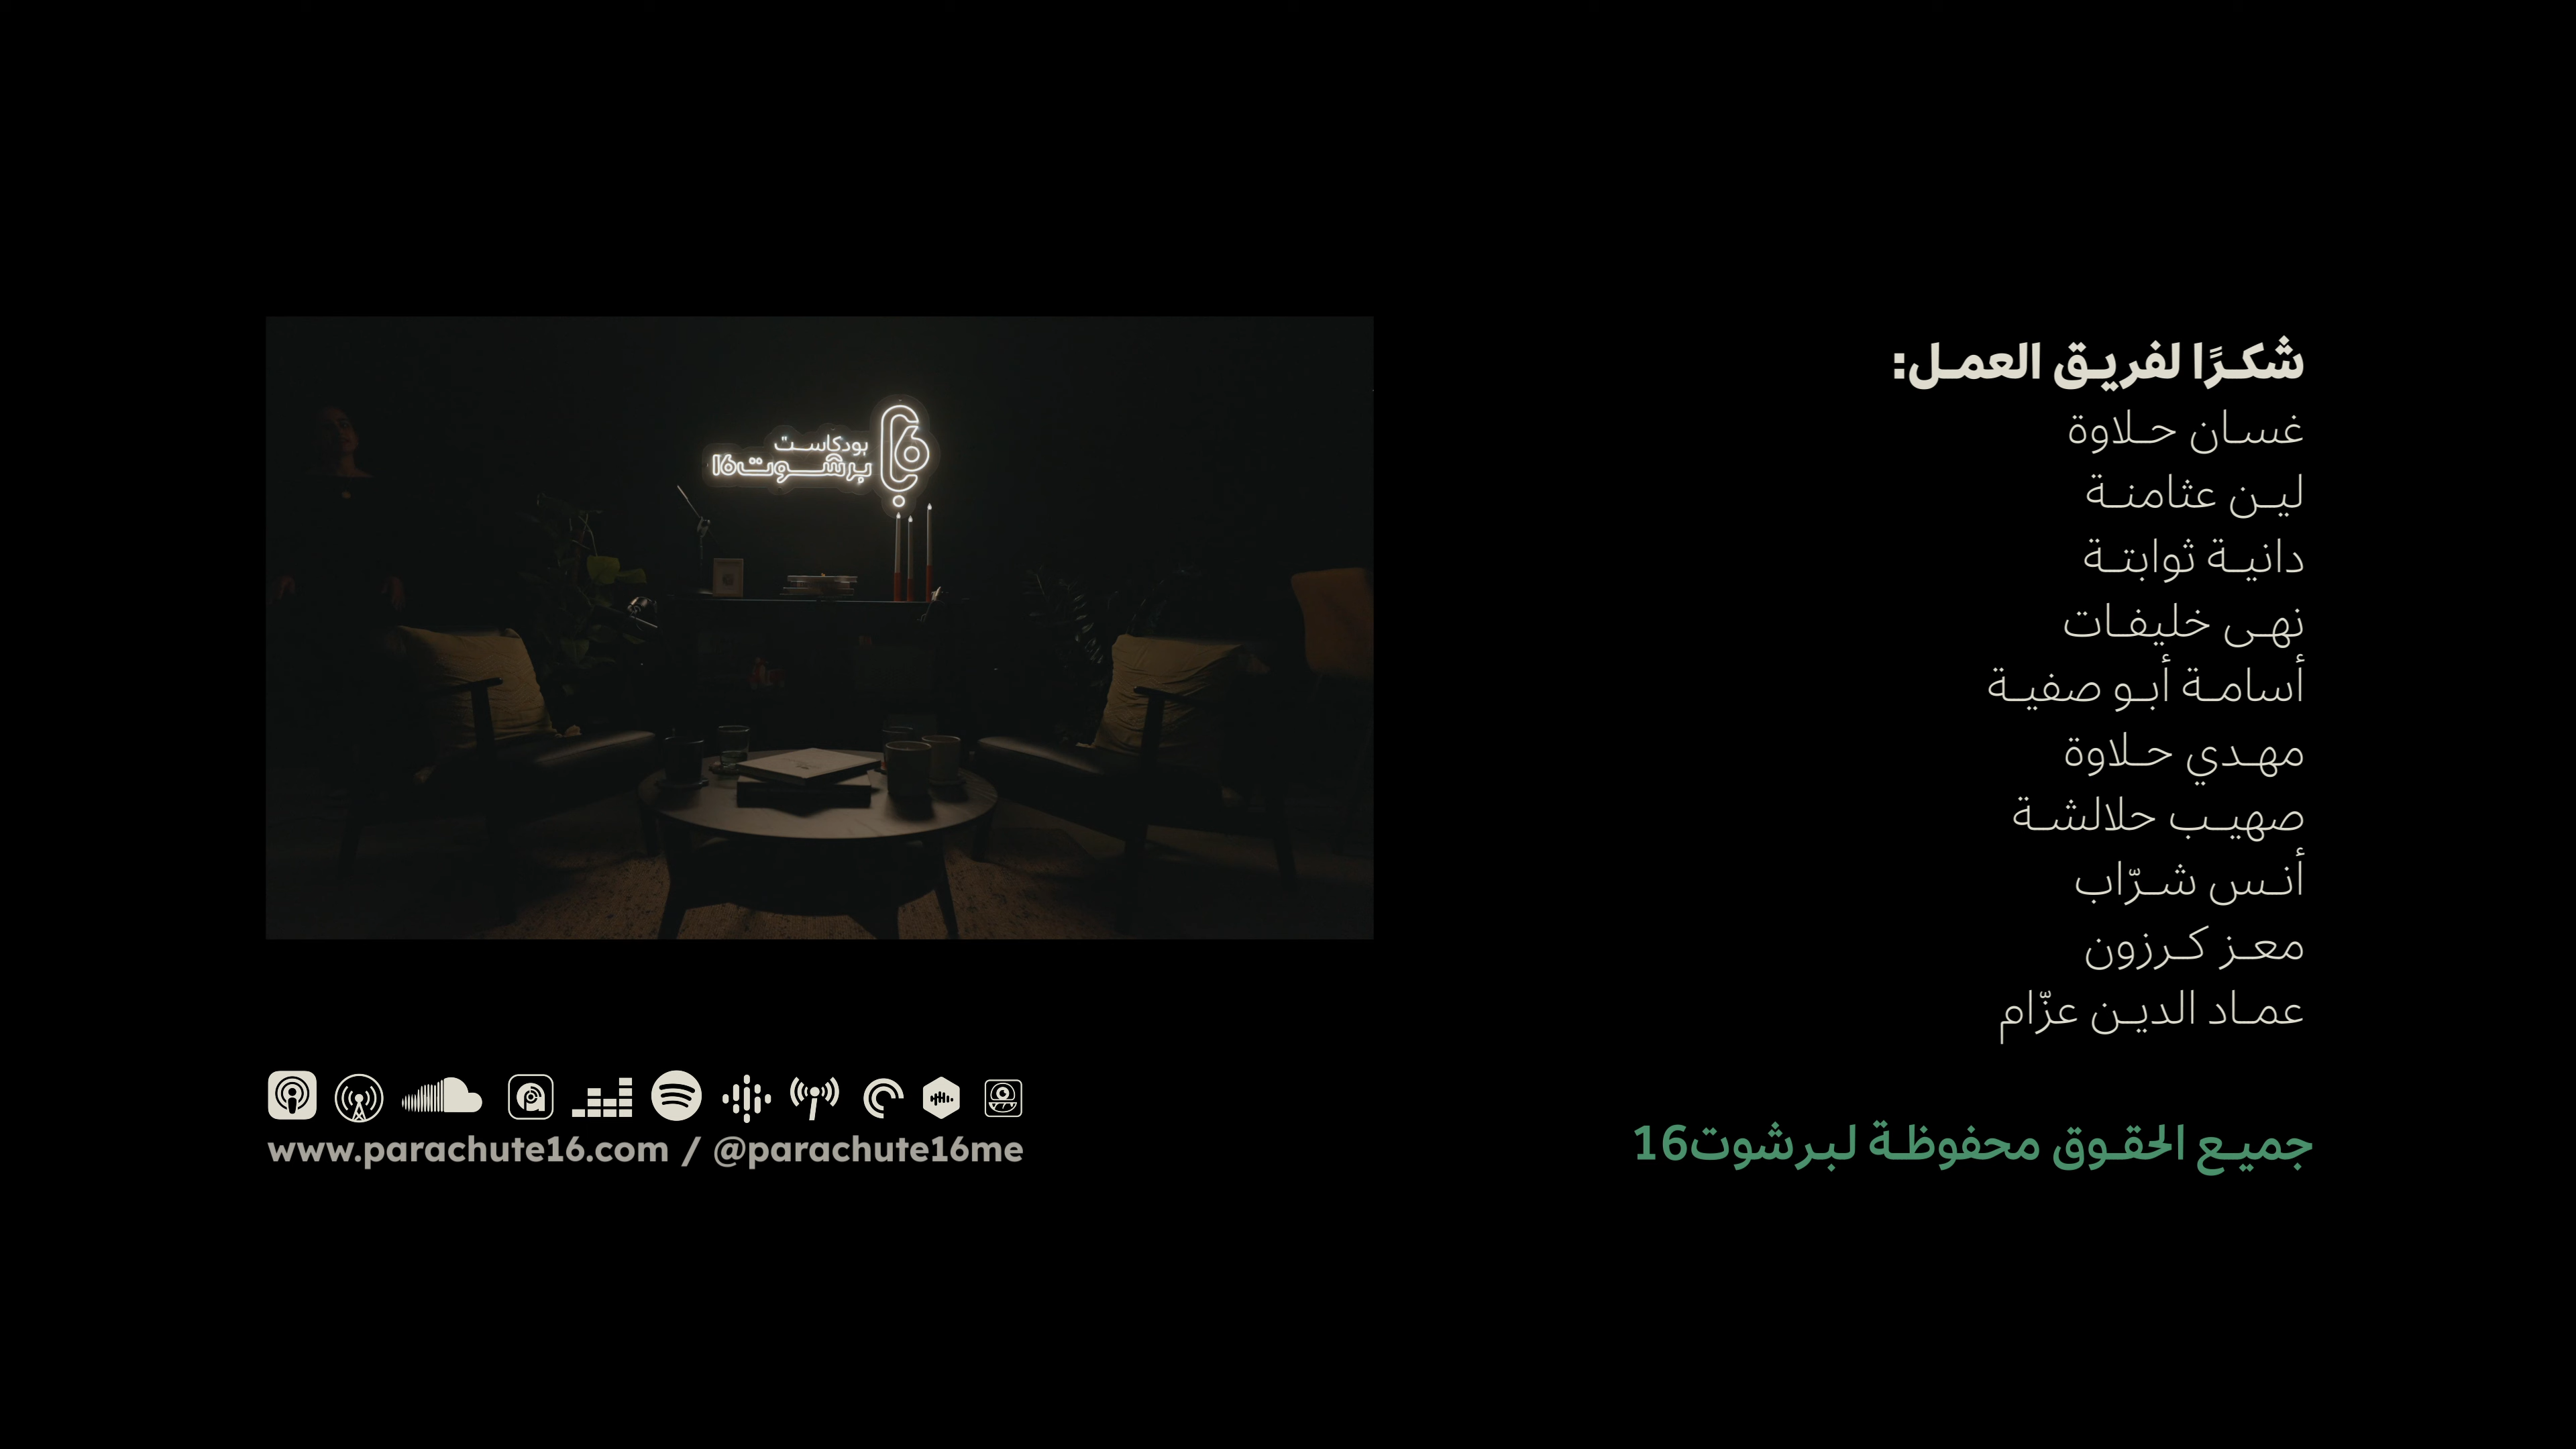 شكرًا لفريق العمل:
غسان حلاوة
لين عثامنة
دانية ثوابتة
نهى خليفات
أسامة أبو صفية
مهدي حلاوة
صهيب حلالشة
أنس شرّاب
معز كرزون
عماد الدين عزّام
جميع الحقوق محفوظة لبرشوت16
بودكاست
برشوت16
www.parachute16.com / @parachute16me